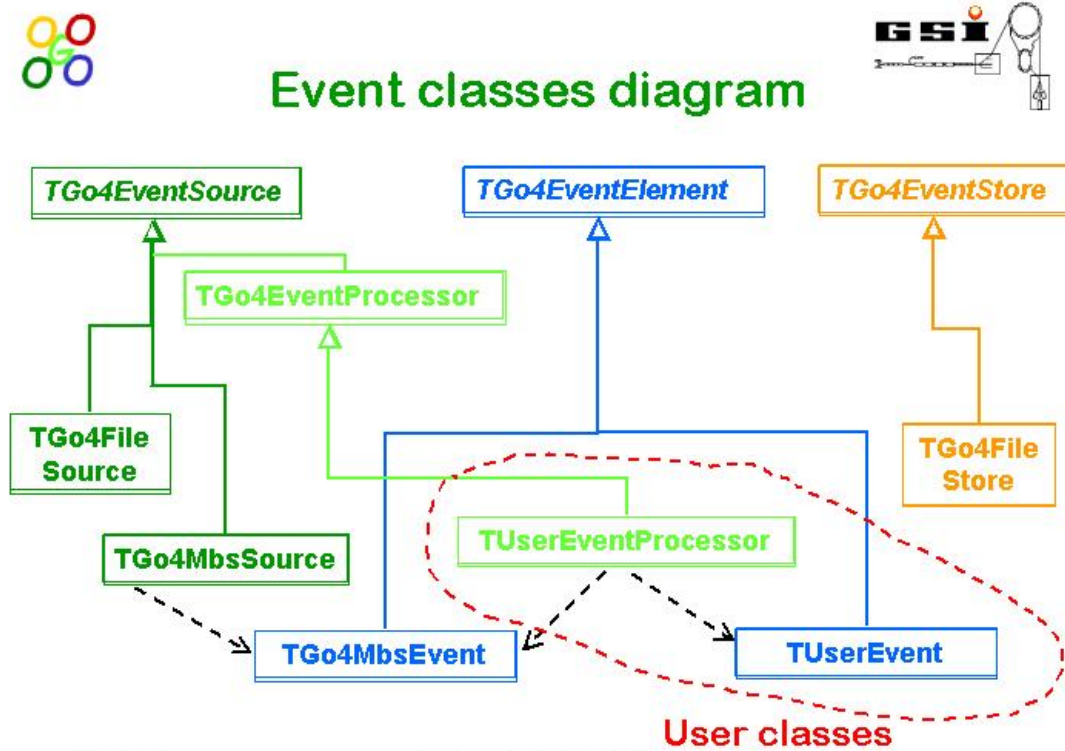 G
GSI
Event classes diagram
TGo4EventSource
TGo4EventElement
TGo4EventStore
TGo4EventProcessor
TGo4File
Source
TGo4File
Store
TUserEventProcessor
TGo4MbsSource
TGo4MbsEvent
TUserEvent
User classes